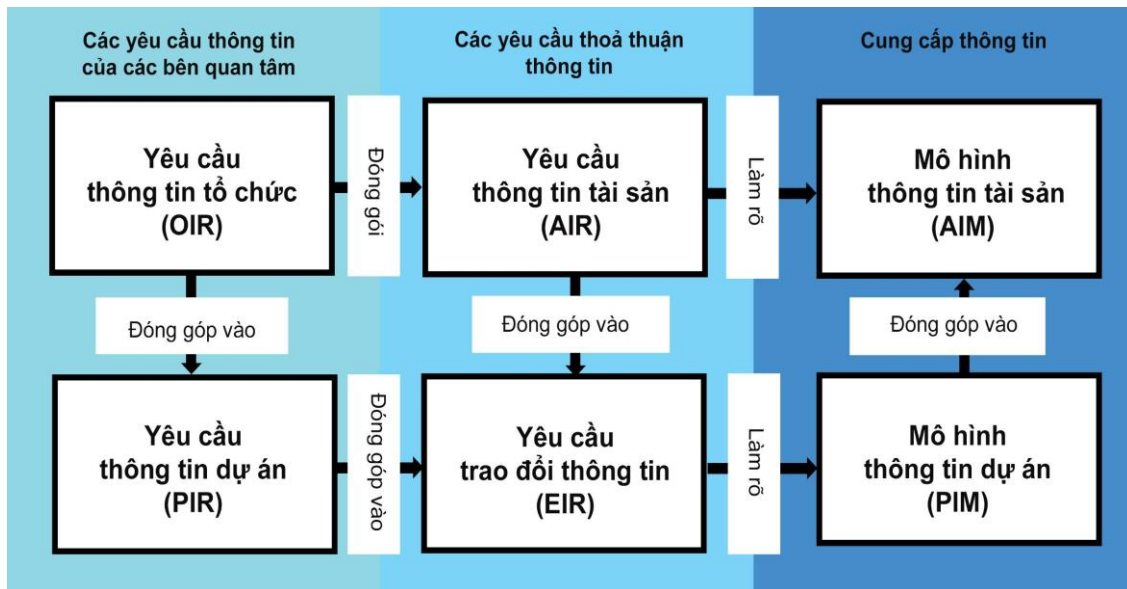 Các yêu cầu thông tin
của các bên quan tâm
Các yêu cầu thoả thuận
thông tin
Cung cấp thông tin
Yêu cầu
thông tin tổ chức
(OIR)
Đóng gói
Yêu cầu
thông tin tài sản
(AIR)
Làm rõ
Mô hình
thông tin tài sản
(AIM)
Đóng góp vào
Đóng góp vào
Đóng góp vào
Yêu cầu
thông tin dự án
(PIR)
Đóng góp vào
Yêu cầu
trao đổi thông tin
(EIR)
Làm rõ
Mô hình
thông tin dự án
(PIM)